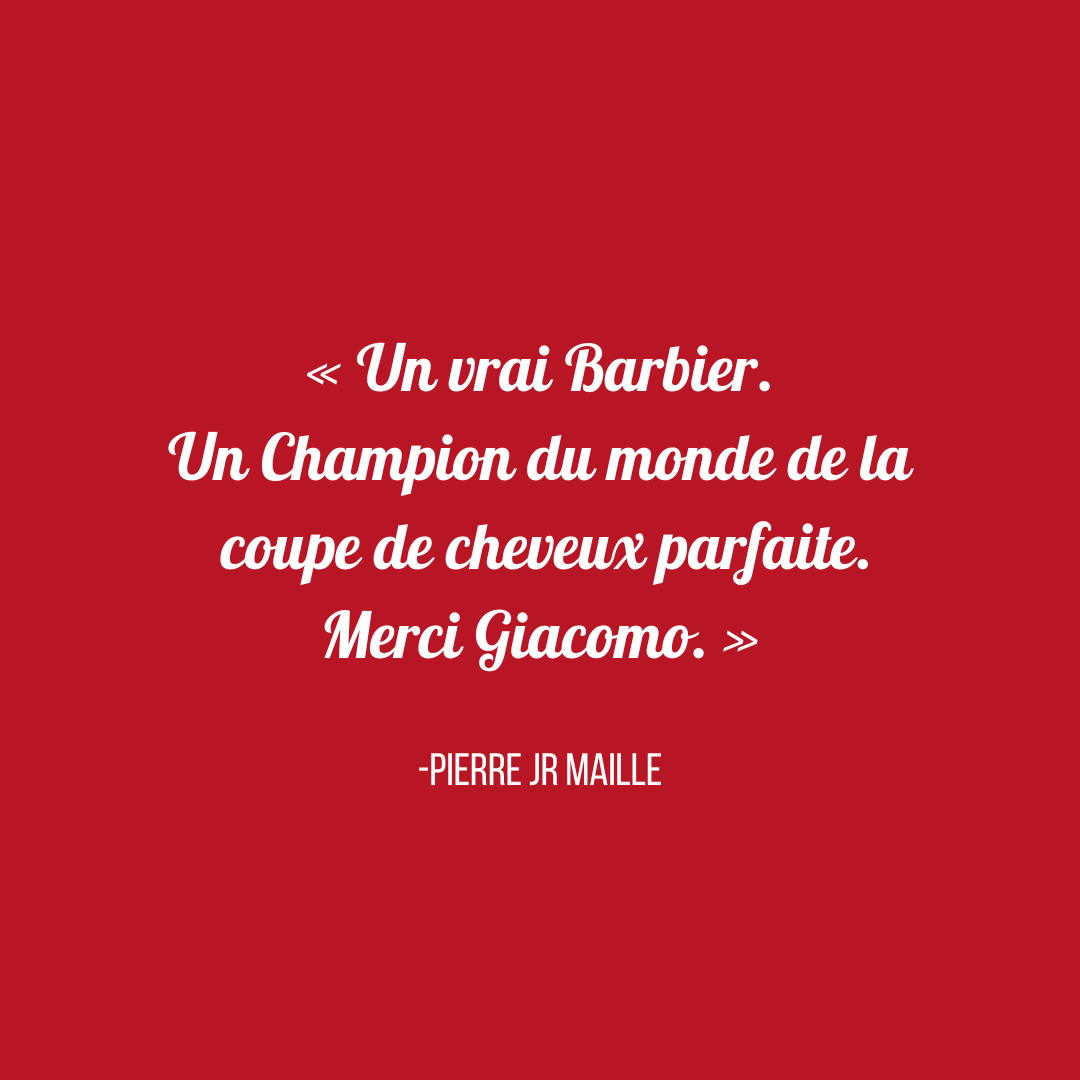 « Un vrai Barbier.
Un Champion du monde de la
coupe de cheveux parfaite.
Merci Giacomo. »
-PIERRE JR MAILLE